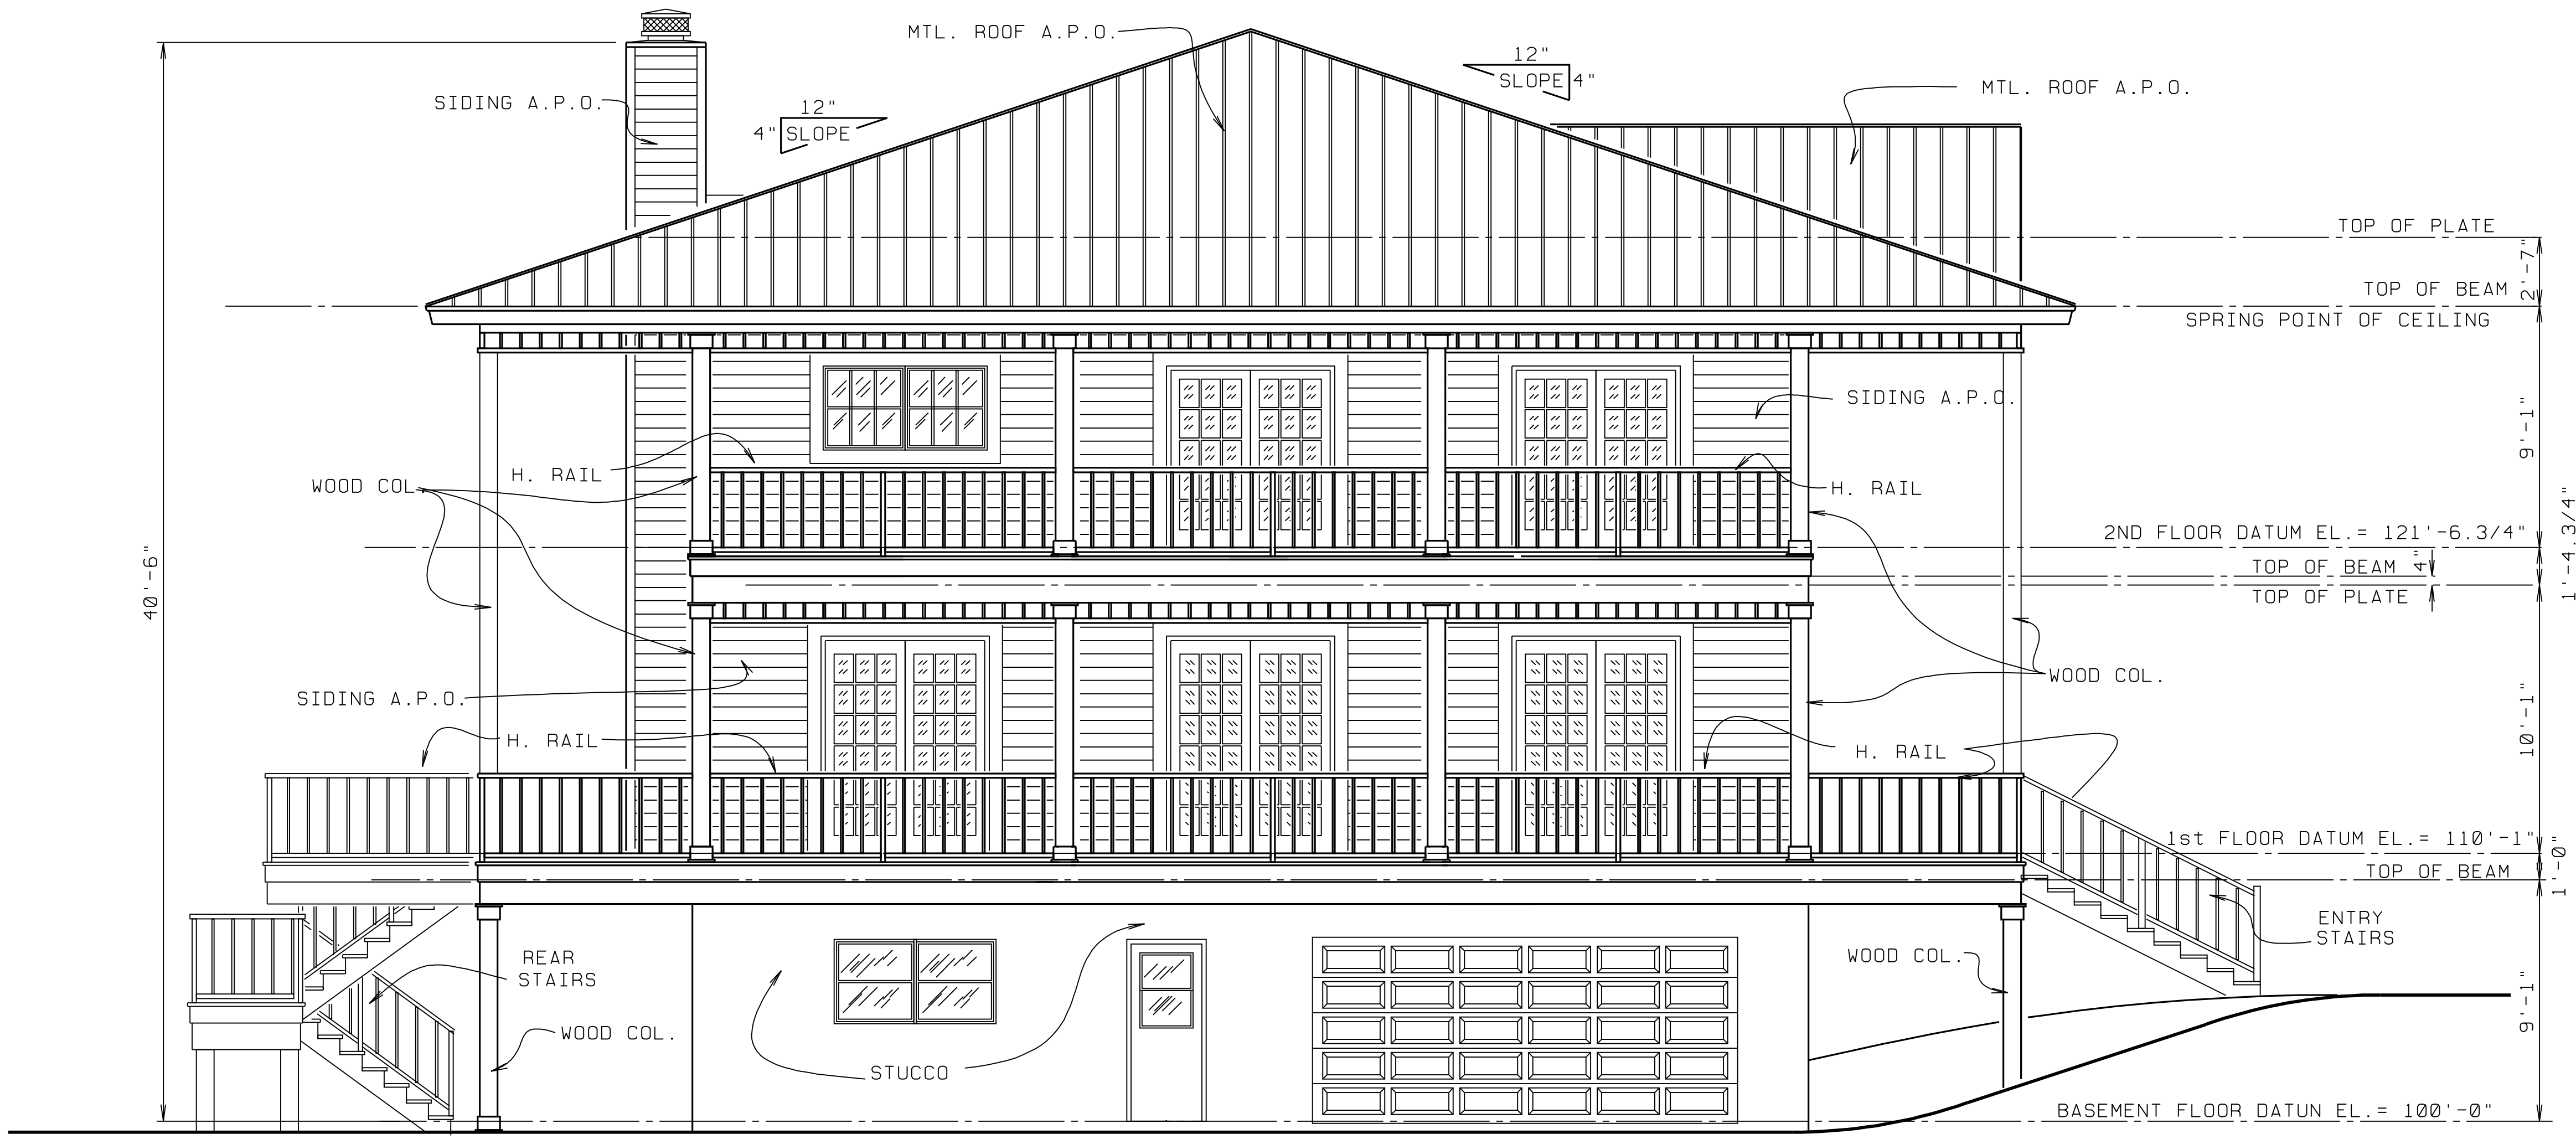 MTL. ROOF A.P.O.
12"
SLOPE 4"
MTL. ROOF A.P.O.
SIDING A.P.O.
12"
4" SLOPE
TOP OF PLATE
2'-7"
TOP OF BEAM
SPRING POINT OF CEILING
SIDING A.P.O.
9'-1"
H. RAIL
WOOD COL.
H. RAIL
2ND FLOOR DATUM EL.= 121'-6.3/4"
1'-4.3/4"
TOP OF BEAM
4"
TOP OF PLATE
40'-6"
WOOD COL.
SIDING A.P.O.
10'-1"
H. RAIL
H. RAIL
1st FLOOR DATUM EL.= 110'-1"
1'-0"
TOP OF BEAM
ENTRY
STAIRS
REAR
STAIRS
WOOD COL.
9'-1"
WOOD COL.
STUCCO
BASEMENT FLOOR DATUN EL.= 100'-0"